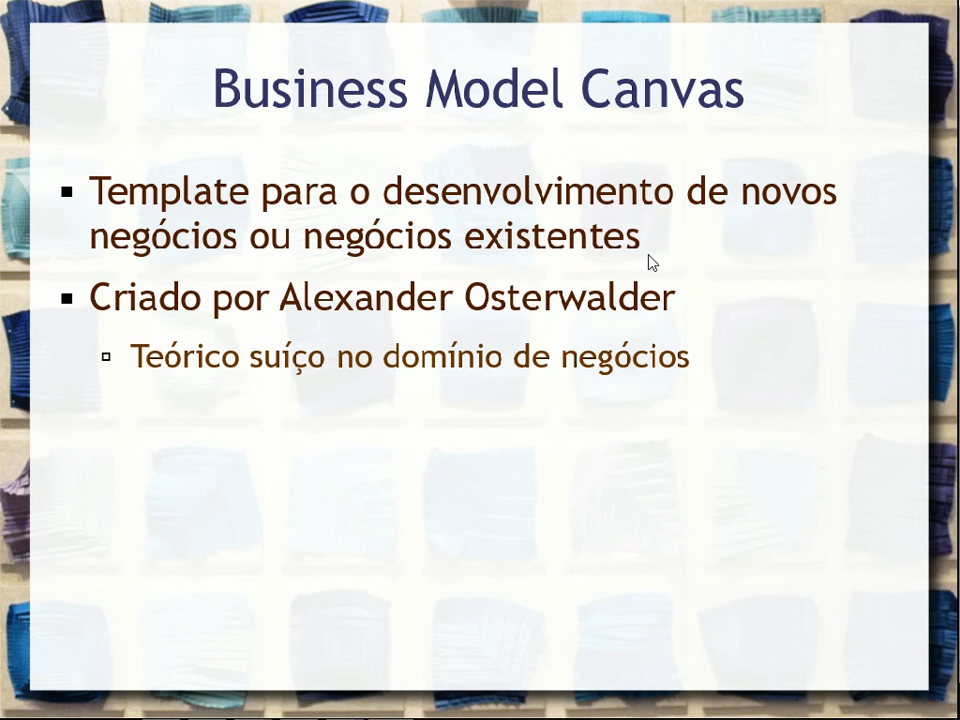 Business Model Canvas
Template para o desenvolvimento de novos
negócios ou negócios existentes
Criado por Alexander Osterwalder
Teórico suíço no domínio de negócios